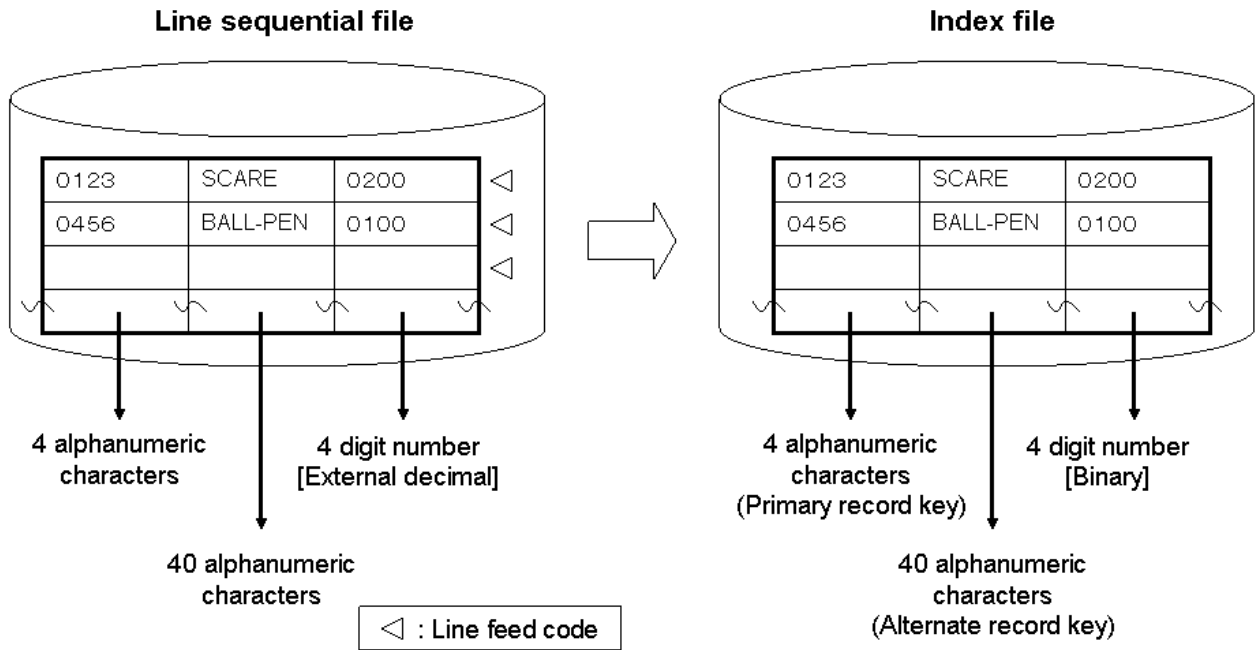 Line sequential file
0123 SCARE 0200
0456 BALL-PEN 0100
4 alphanumeric
characters
40 alphanumeric
characters
4 digit number
[External decimal]
: Line feed code
Index file
0123 SCARE 0200
0456 BALL-PEN 0100
4 alphanumeric
characters
(Primary record key)
40 alphanumeric
characters
(Alternate record key)
4 digit number
[Binary]